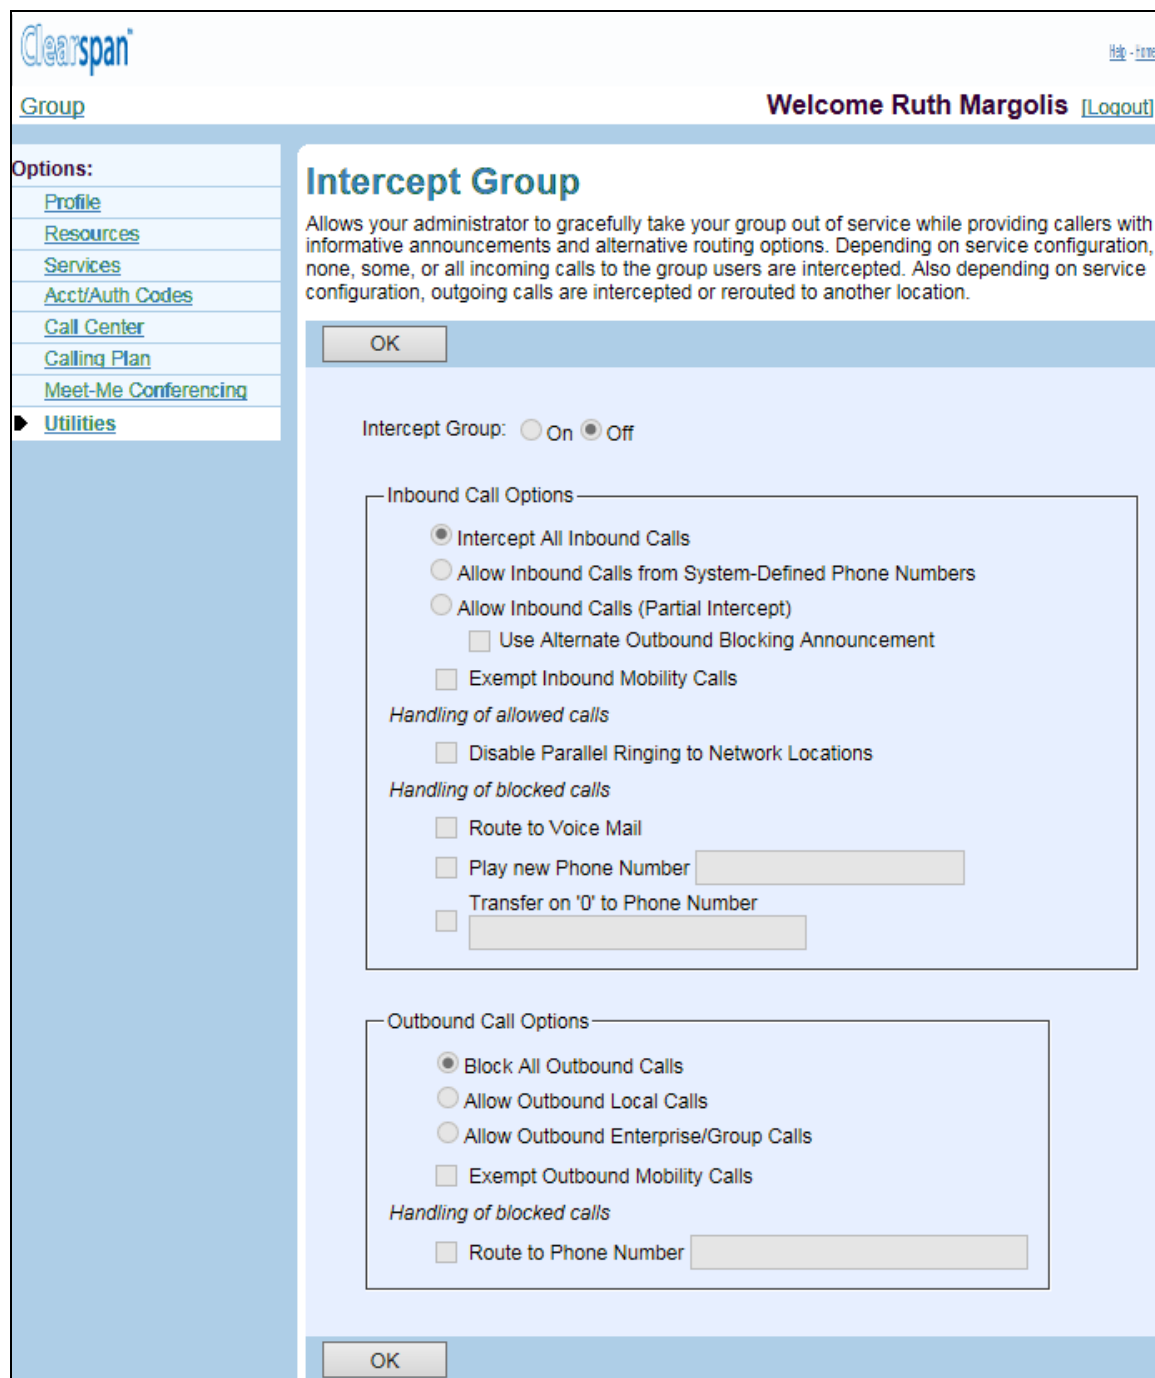 Clearspan™
Help - Home
Group
Welcome Ruth Margolis [Logout]
Options:
Profile
Resources
Services
Acct/Auth Codes
Call Center
Calling Plan
Meet-Me Conferencing
Utilities
Intercept Group
Allows your administrator to gracefully take your group out of service while providing callers with
informative announcements and alternative routing options. Depending on service configuration,
none, some, or all incoming calls to the group users are intercepted. Also depending on service
configuration, outgoing calls are intercepted or rerouted to another location.
OK
Intercept Group: On Off
Inbound Call Options
Intercept All Inbound Calls
Allow Inbound Calls from System-Defined Phone Numbers
Allow Inbound Calls (Partial Intercept)
Use Alternate Outbound Blocking Announcement
Exempt Inbound Mobility Calls
Handling of allowed calls
Disable Parallel Ringing to Network Locations
Handling of blocked calls
Route to Voice Mail
Play new Phone Number
Transfer on '0' to Phone Number
Outbound Call Options
Block All Outbound Calls
Allow Outbound Local Calls
Allow Outbound Enterprise/Group Calls
Exempt Outbound Mobility Calls
Handling of blocked calls
Route to Phone Number
OK